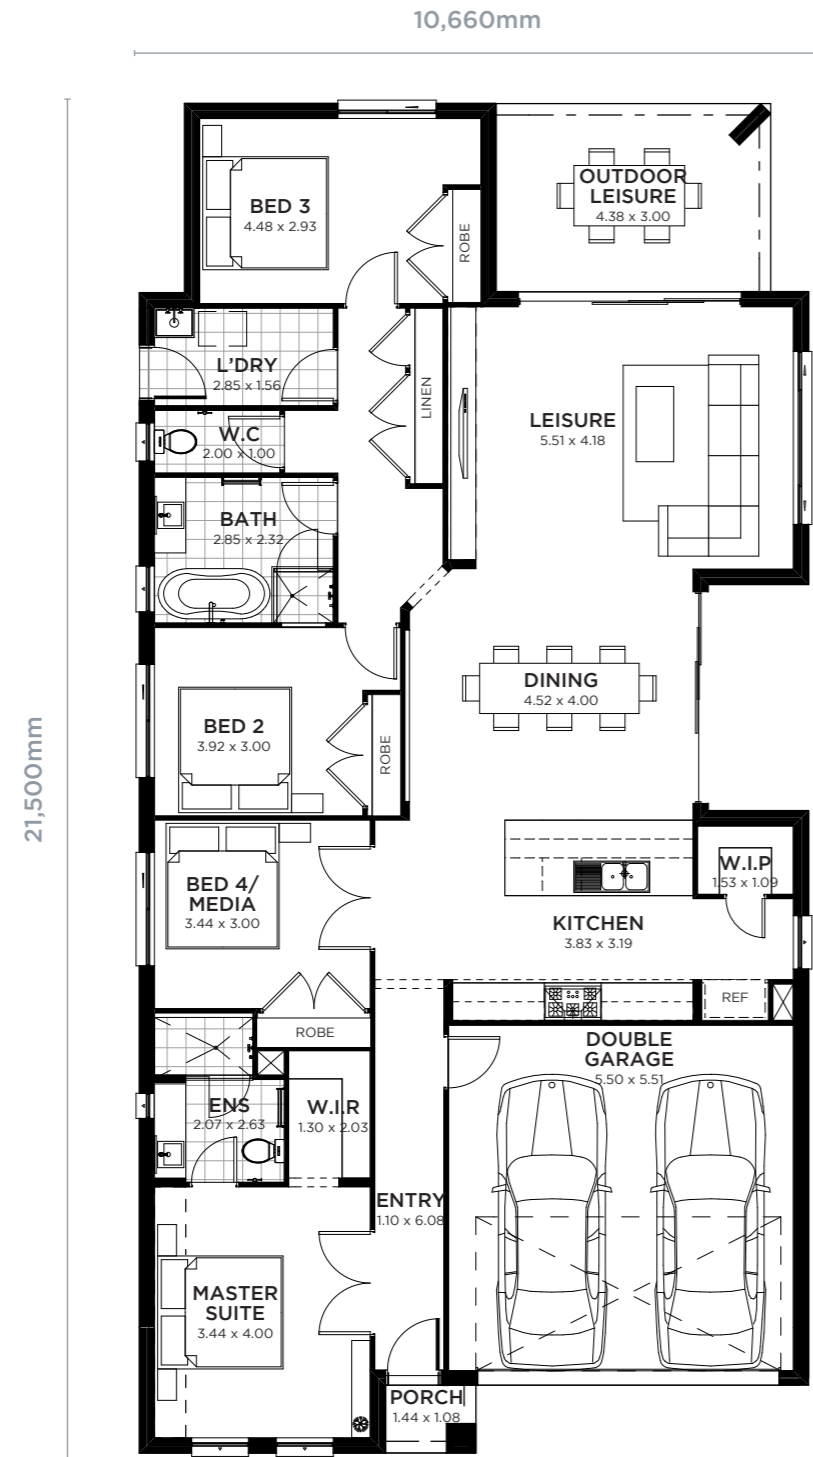 10,660mm
21,500mm
BED 3
4.48 x 2.93
ROBE
OUTDOOR
LEISURE
4.38 x 3.00
L'DRY
2.85 x 1.56
LINEN
W.C
2.00 x 1.00
LEISURE
5.51 x 4.18
BATH
2.85 x 2.32
DINING
4.52 x 4.00
BED 2
3.92 x 3.00
ROBE
BED 4/
MEDIA
3.44 x 3.00
W.I.P
1.53 x 1.09
KITCHEN
3.83 x 3.19
REF
ROBE
DOUBLE
GARAGE
5.50 x 5.51
ENS
2.07 x 2.63
W.I.R
1.30 x 2.03
ENTRY
1.10 x 6.08
MASTER
SUITE
3.44 x 4.00
PORCH
1.44 x 1.08